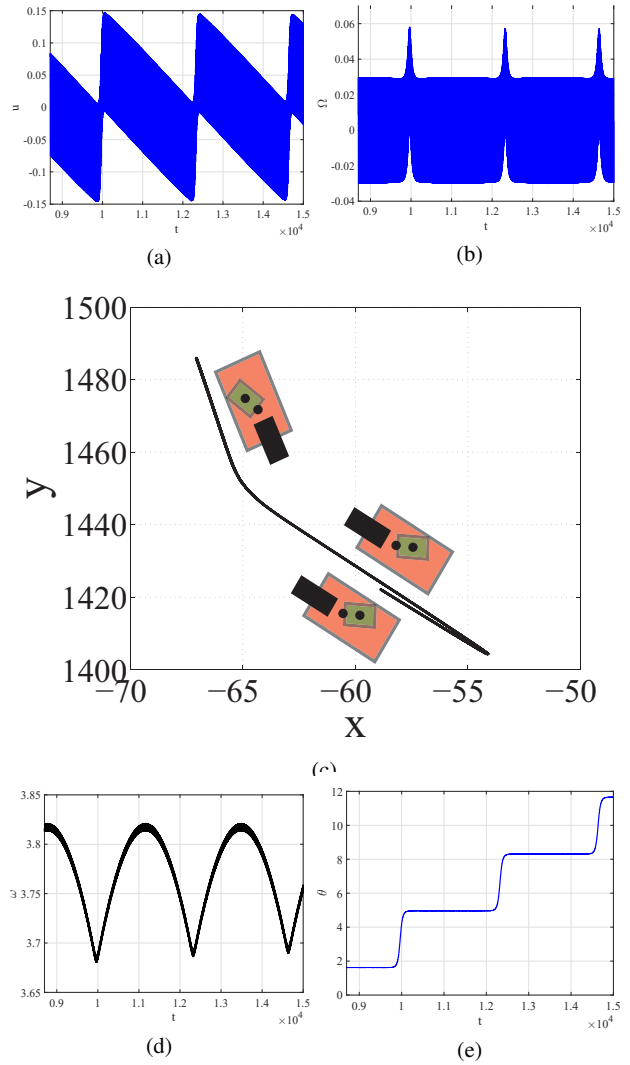 0.15
0.1
0.05
0
-0.05
-0.1
-0.15
u
0.9 1 1.1 1.2 1.3 1.4 1.5
t
×10⁴
(a)
0.06
0.04
0.02
0
-0.02
-0.04
Ω
0.9 1 1.1 1.2 1.3 1.4 1.5
t
×10⁴
(b)
1500
1480
1460
1440
1420
1400
y
−70 −65 −60 −55 −50
x
(c)
3.85
3.8
3.75
3.7
3.65
ω
0.9 1 1.1 1.2 1.3 1.4 1.5
t
×10⁴
(d)
12
10
8
6
4
2
0
θ
0.9 1 1.1 1.2 1.3 1.4 1.5
t
×10⁴
(e)